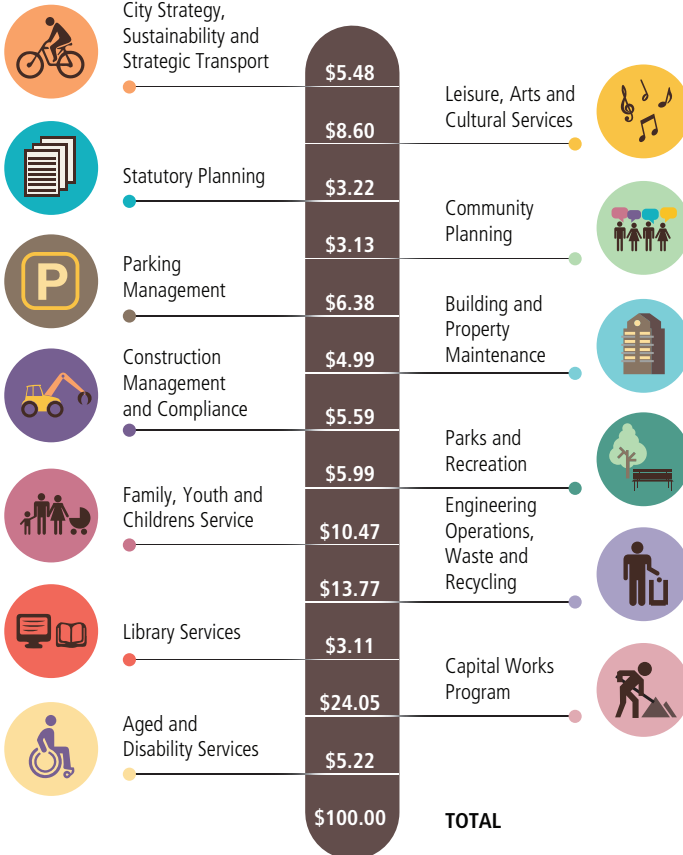 City Strategy,
Sustainability and
Strategic Transport
$5.48
Leisure, Arts and
Cultural Services
$8.60
Statutory Planning
$3.22
Community
Planning
$3.13
P
Parking
Management
$6.38
Building and
Property
Maintenance
$4.99
Construction
Management
and Compliance
$5.59
Parks and
Recreation
$5.99
Family, Youth and
Childrens Service
$10.47
Engineering
Operations,
Waste and
Recycling
$13.77
Library Services
$3.11
Capital Works
Program
$24.05
Aged and
Disability Services
$5.22
$100.00
TOTAL